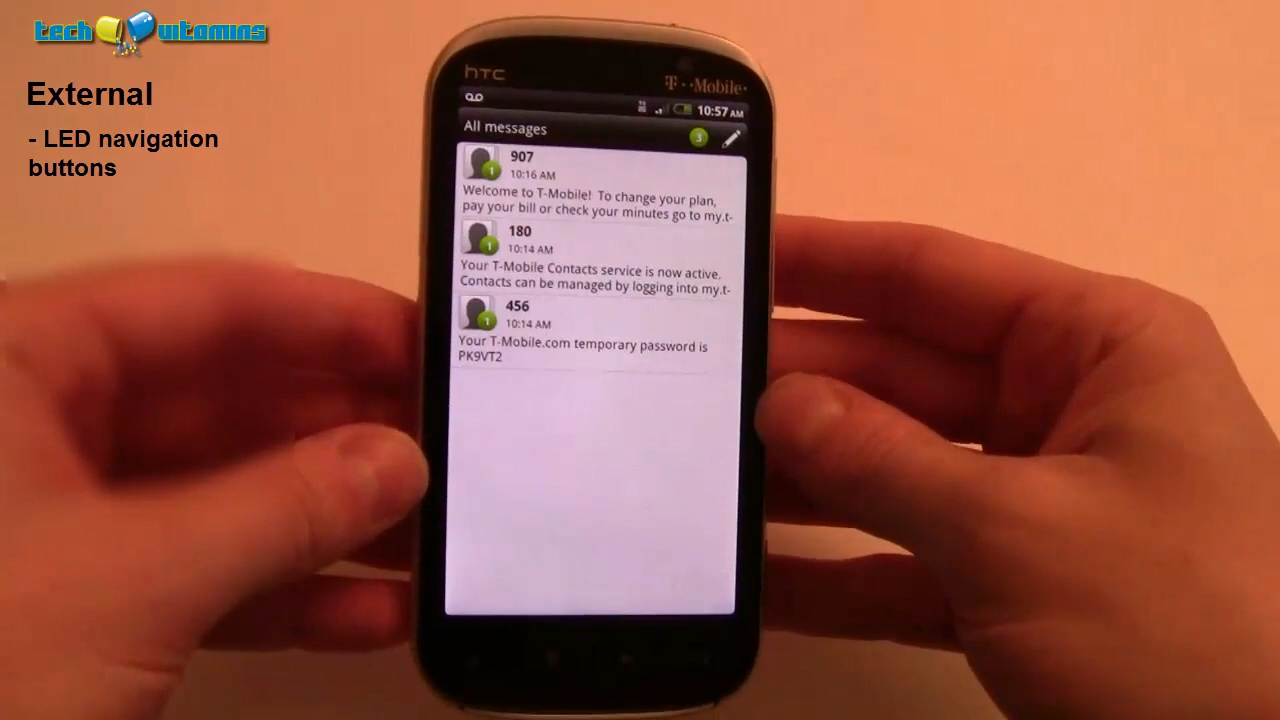 tech vitamins
External
- LED navigation
buttons
hTC
T··Mobile·
10:57 AM
All messages
3
907
1
10:16 AM
Welcome to T-Mobile! To change your plan,
pay your bill or check your minutes go to my.t-
180
1
10:14 AM
Your T-Mobile Contacts service is now active.
Contacts can be managed by logging into my.t-
456
1
10:14 AM
Your T-Mobile.com temporary password is
PK9VT2